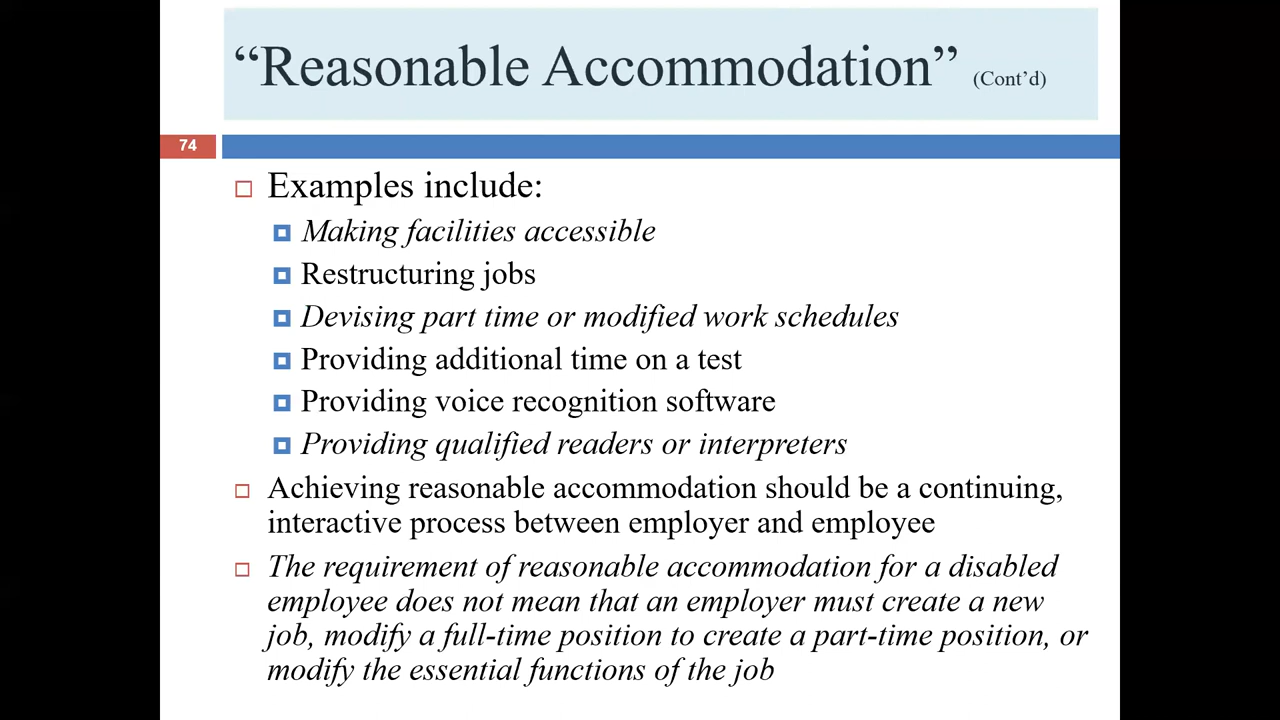 “Reasonable Accommodation” (Cont’d)
74
Examples include:
Making facilities accessible
Restructuring jobs
Devising part time or modified work schedules
Providing additional time on a test
Providing voice recognition software
Providing qualified readers or interpreters
Achieving reasonable accommodation should be a continuing,
interactive process between employer and employee
The requirement of reasonable accommodation for a disabled
employee does not mean that an employer must create a new
job, modify a full-time position to create a part-time position, or
modify the essential functions of the job